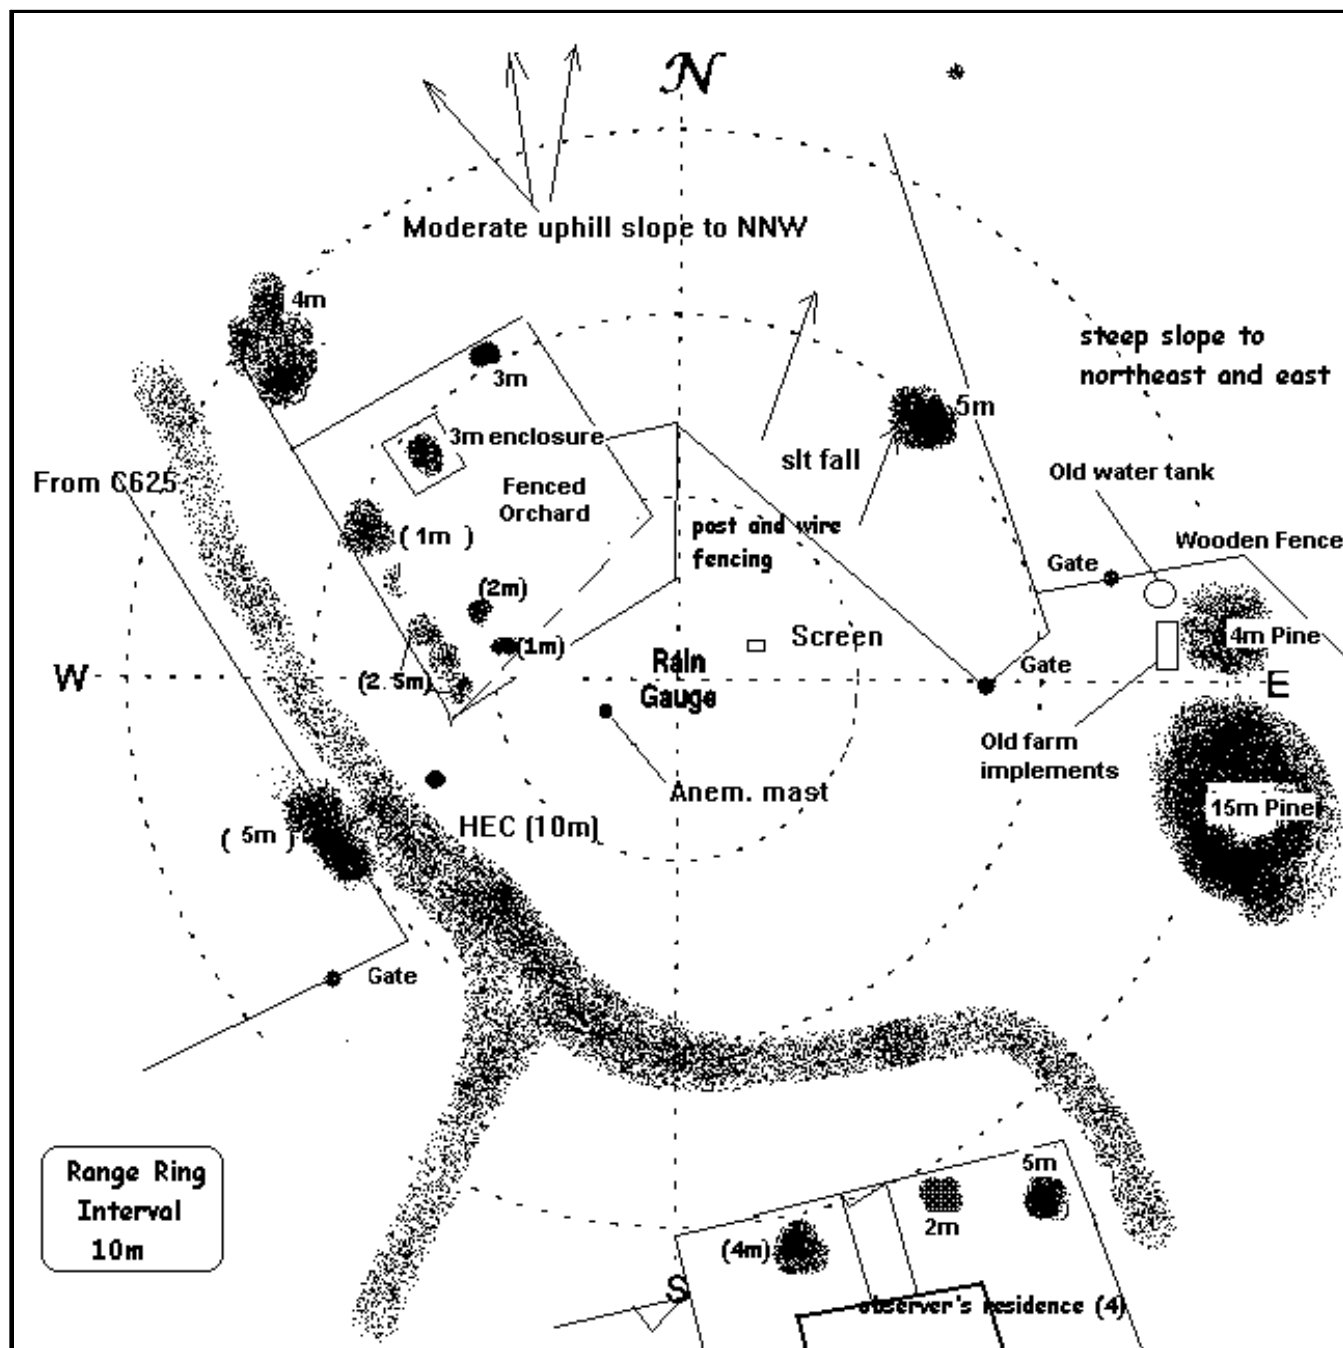 N
Moderate uphill slope to NNW
4m
steep slope to
northeast and east
3m
5m
3m enclosure
slt fall
Old water tank
From C625
Fenced
Orchard
( 1m )
post and wire
fencing
Wooden Fence
Gate
(2m)
(1m)
Screen
4m Pine
Rain
Gauge
Gate
W
(2. 5m)
E
Old farm
implements
Anem. mast
15m Pine
HEC (10m)
( 5m )
Gate
Range Ring
Interval
10m
5m
2m
(4m)
S
observer's residence (4)